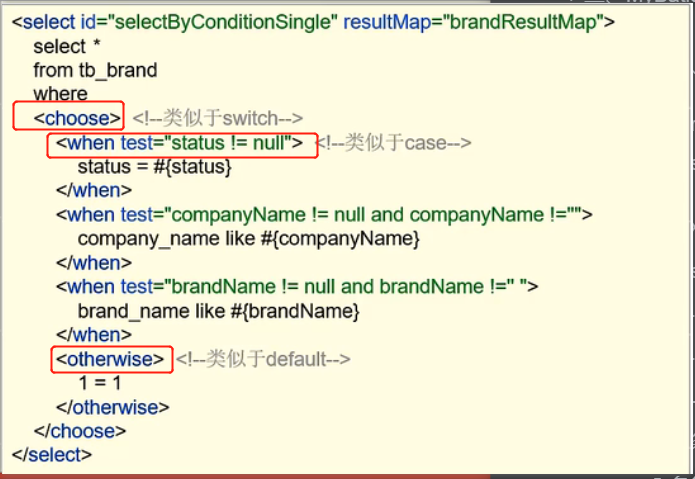 <select id="selectByConditionSingle" resultMap="brandResultMap">
select *
from tb_brand
where
<choose> <!--类似于switch-->
<when test="status != null"> <!--类似于case-->
status = #{status}
</when>
<when test="companyName != null and companyName !=''">
company_name like #{companyName}
</when>
<when test="brandName != null and brandName !=' '">
brand_name like #{brandName}
</when>
<otherwise> <!--类似于default-->
1 = 1
</otherwise>
</choose>
</select>